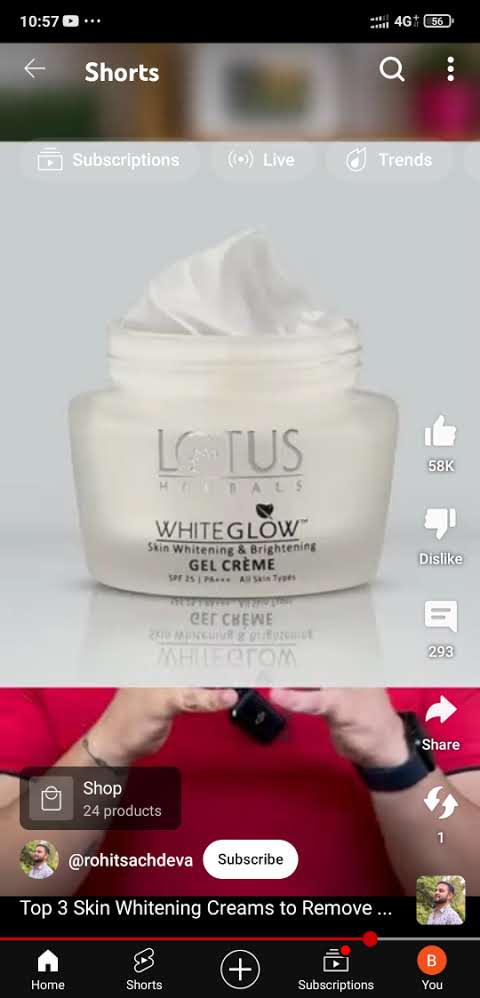 10:57
4G+
56
Shorts
Subscriptions
Live
Trends
LOTUS
HERBALS
WHITEGLOW™
Skin Whitening & Brightening
GEL CRÈME
SPF 25 | PA+++ All Skin Types
58K
Dislike
293
Share
1
Shop
24 products
@rohitsachdeva
Subscribe
Top 3 Skin Whitening Creams to Remove ...
Home
Shorts
Subscriptions
B
You